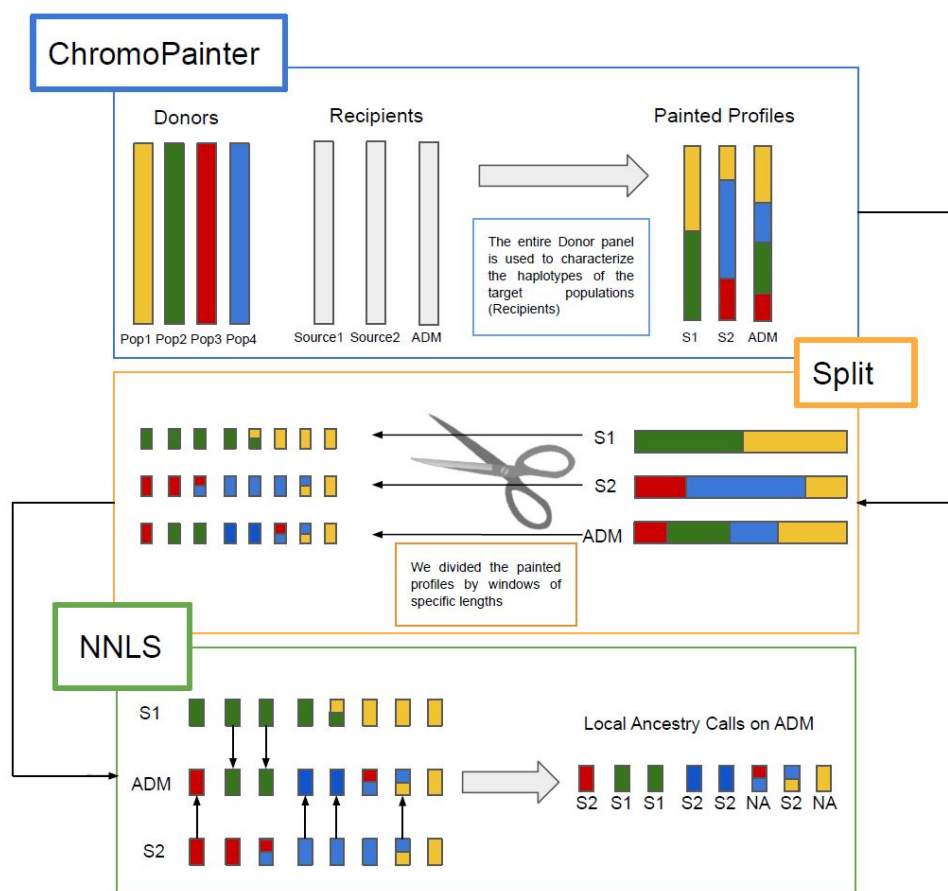 ChromoPainter
Donors
Recipients
Painted Profiles
The entire Donor panel
is used to characterize
the haplotypes of the
target populations
(Recipients)
Pop1 Pop2 Pop3 Pop4
Source1 Source2 ADM
S1 S2 ADM
Split
S1
S2
ADM
We divided the painted
profiles by windows of
specific lengths
NNLS
S1
Local Ancestry Calls on ADM
ADM
S2 S1 S1 S2 S2 NA S2 NA
S2